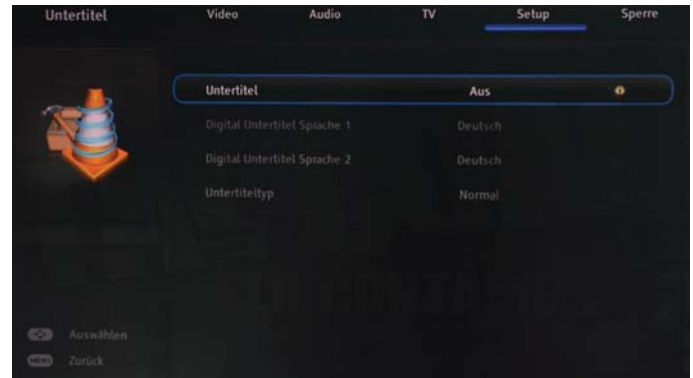 Untertitel Video Audio TV Setup Sperre
Untertitel Aus
Digital Untertitel Sprache 1 Deutsch
Digital Untertitel Sprache 2 Deutsch
Untertiteltyp Normal
Auswählen
MENU Zurück